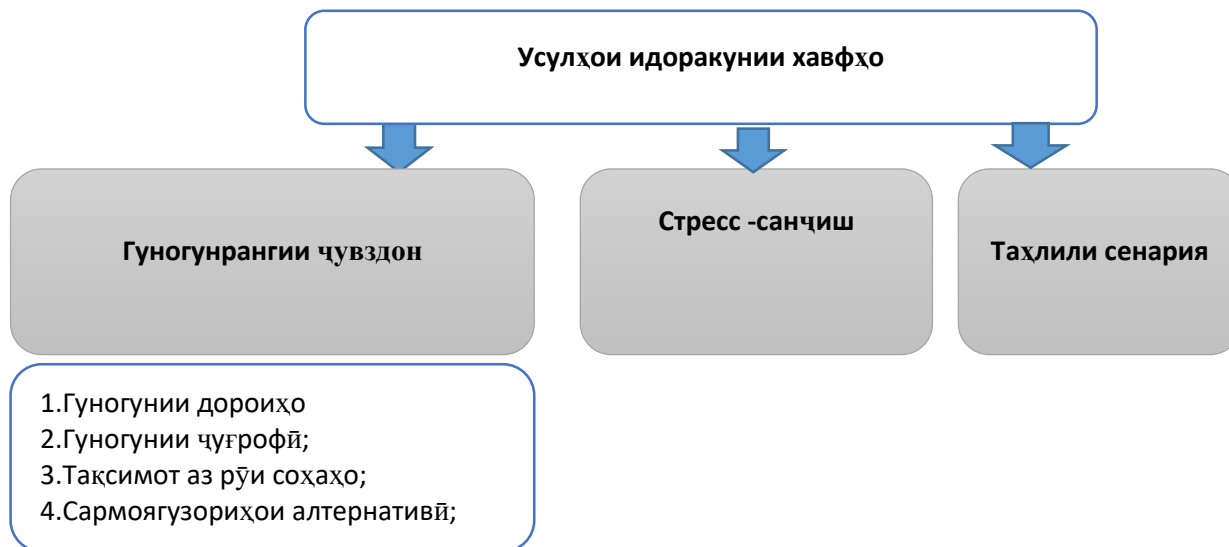 Усулҳои идоракунии хавфҳо
Гуногунрангии ҷувздон
Стресс -санҷиш
Таҳлили сенария
1.Гуногунии дороиҳо
2.Гуногунии ҷуғрофӣ;
3.Тақсимот аз рӯи соҳаҳо;
4.Сармоягузориҳои алтернативӣ;